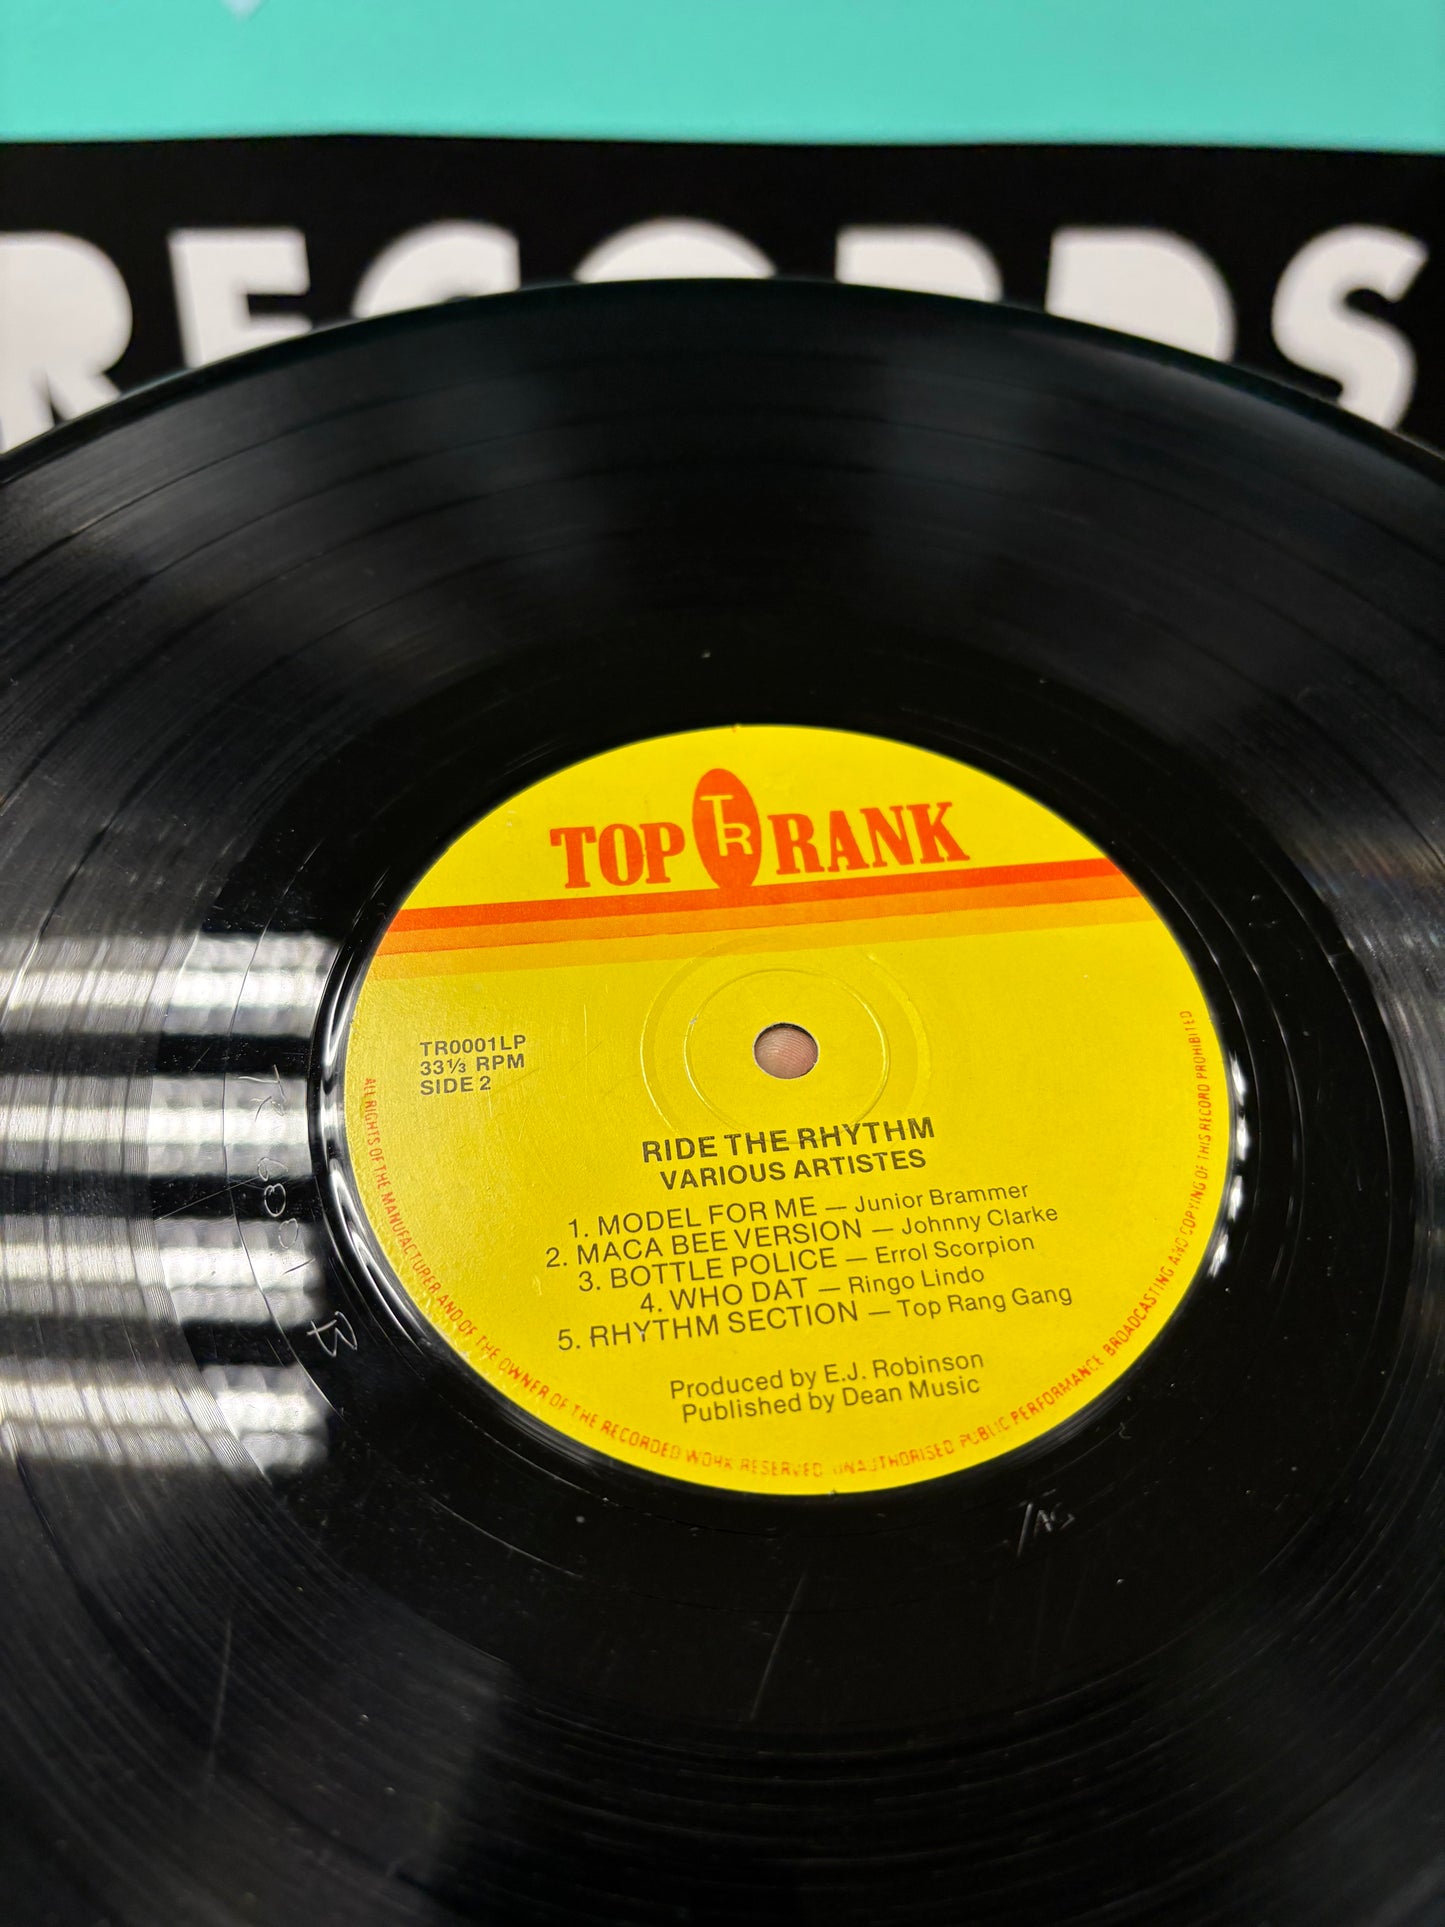 RECORDS
TOP TR RANK
TR0001LP
33⅓ RPM
SIDE 2
RIDE THE RHYTHM
VARIOUS ARTISTES
1. MODEL FOR ME — Junior Brammer
2. MACA BEE VERSION — Johnny Clarke
3. BOTTLE POLICE — Errol Scorpion
4. WHO DAT — Ringo Lindo
5. RHYTHM SECTION — Top Rang Gang
Produced by E.J. Robinson
Published by Dean Music
ALL RIGHTS OF THE MANUFACTURER AND OF THE OWNER OF THE RECORDED WORK RESERVED UNAUTHORISED PUBLIC PERFORMANCE BROADCASTING AND COPYING OF THIS RECORD PROHIBITED